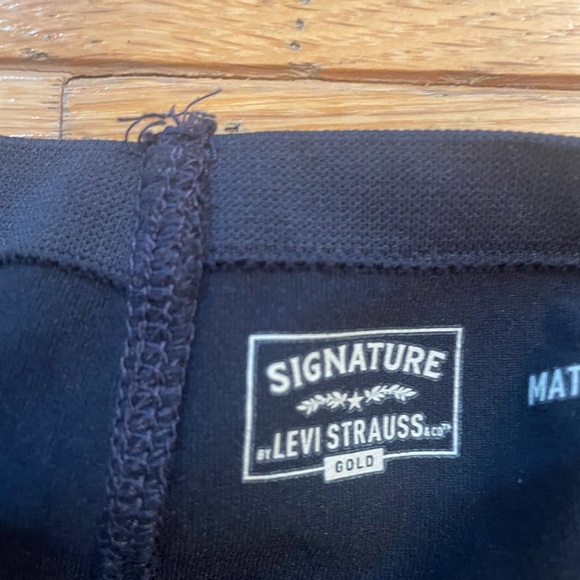 SIGNATURE
BY LEVI STRAUSS & CO™
GOLD
MAT